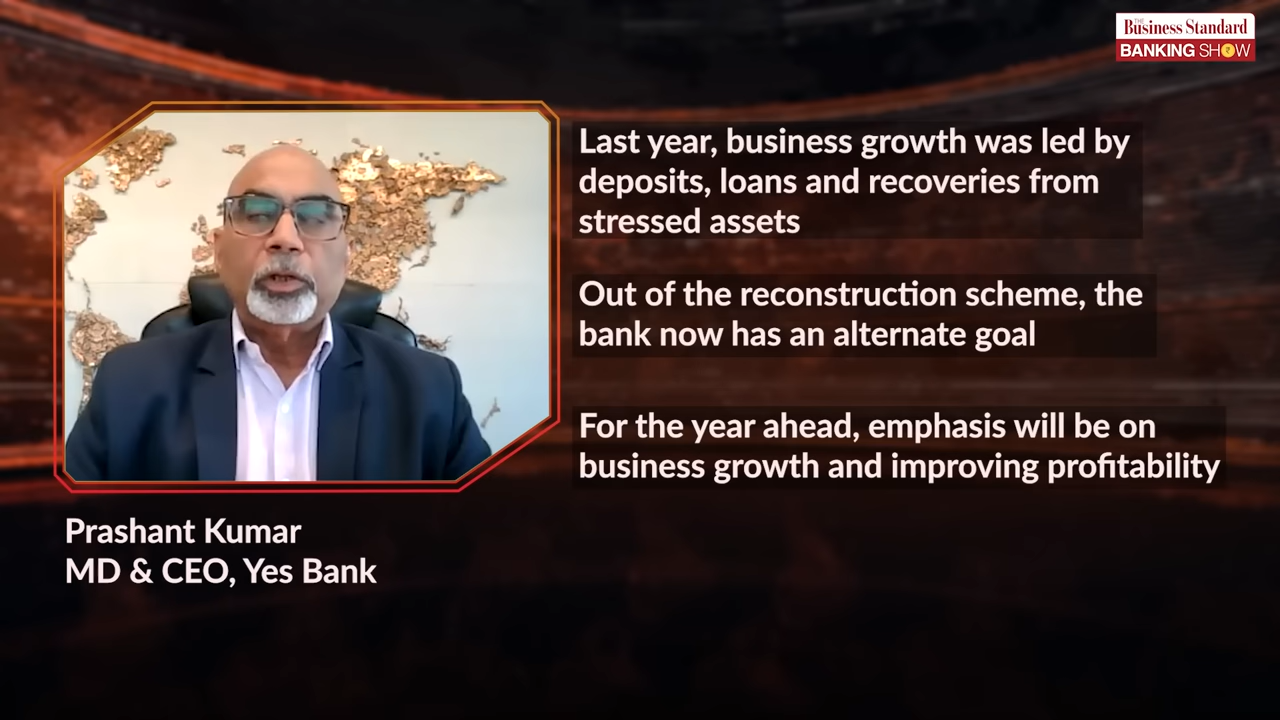 THE
Business Standard
BANKING SHOW
Last year, business growth was led by
deposits, loans and recoveries from
stressed assets
Out of the reconstruction scheme, the
bank now has an alternate goal
For the year ahead, emphasis will be on
business growth and improving profitability
Prashant Kumar
MD & CEO, Yes Bank